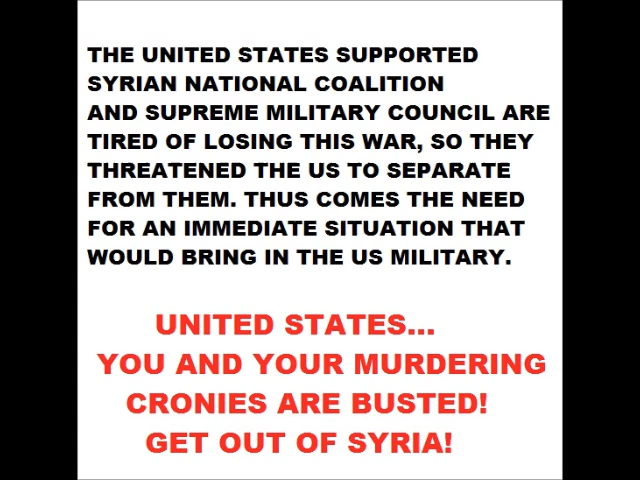 THE UNITED STATES SUPPORTED
SYRIAN NATIONAL COALITION
AND SUPREME MILITARY COUNCIL ARE
TIRED OF LOSING THIS WAR, SO THEY
THREATENED THE US TO SEPARATE
FROM THEM. THUS COMES THE NEED
FOR AN IMMEDIATE SITUATION THAT
WOULD BRING IN THE US MILITARY.
UNITED STATES...
YOU AND YOUR MURDERING
CRONIES ARE BUSTED!
GET OUT OF SYRIA!